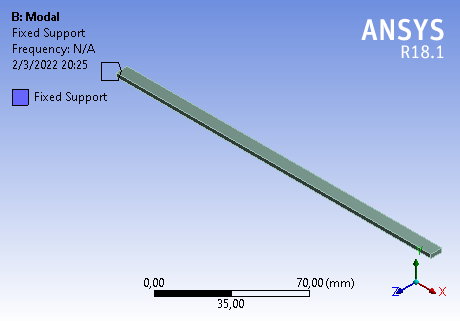 B: Modal
Fixed Support
Frequency: N/A
2/3/2022 20:25
Fixed Support
ANSYS
R18.1
0,00
70,00 (mm)
35,00
Y
Z
X